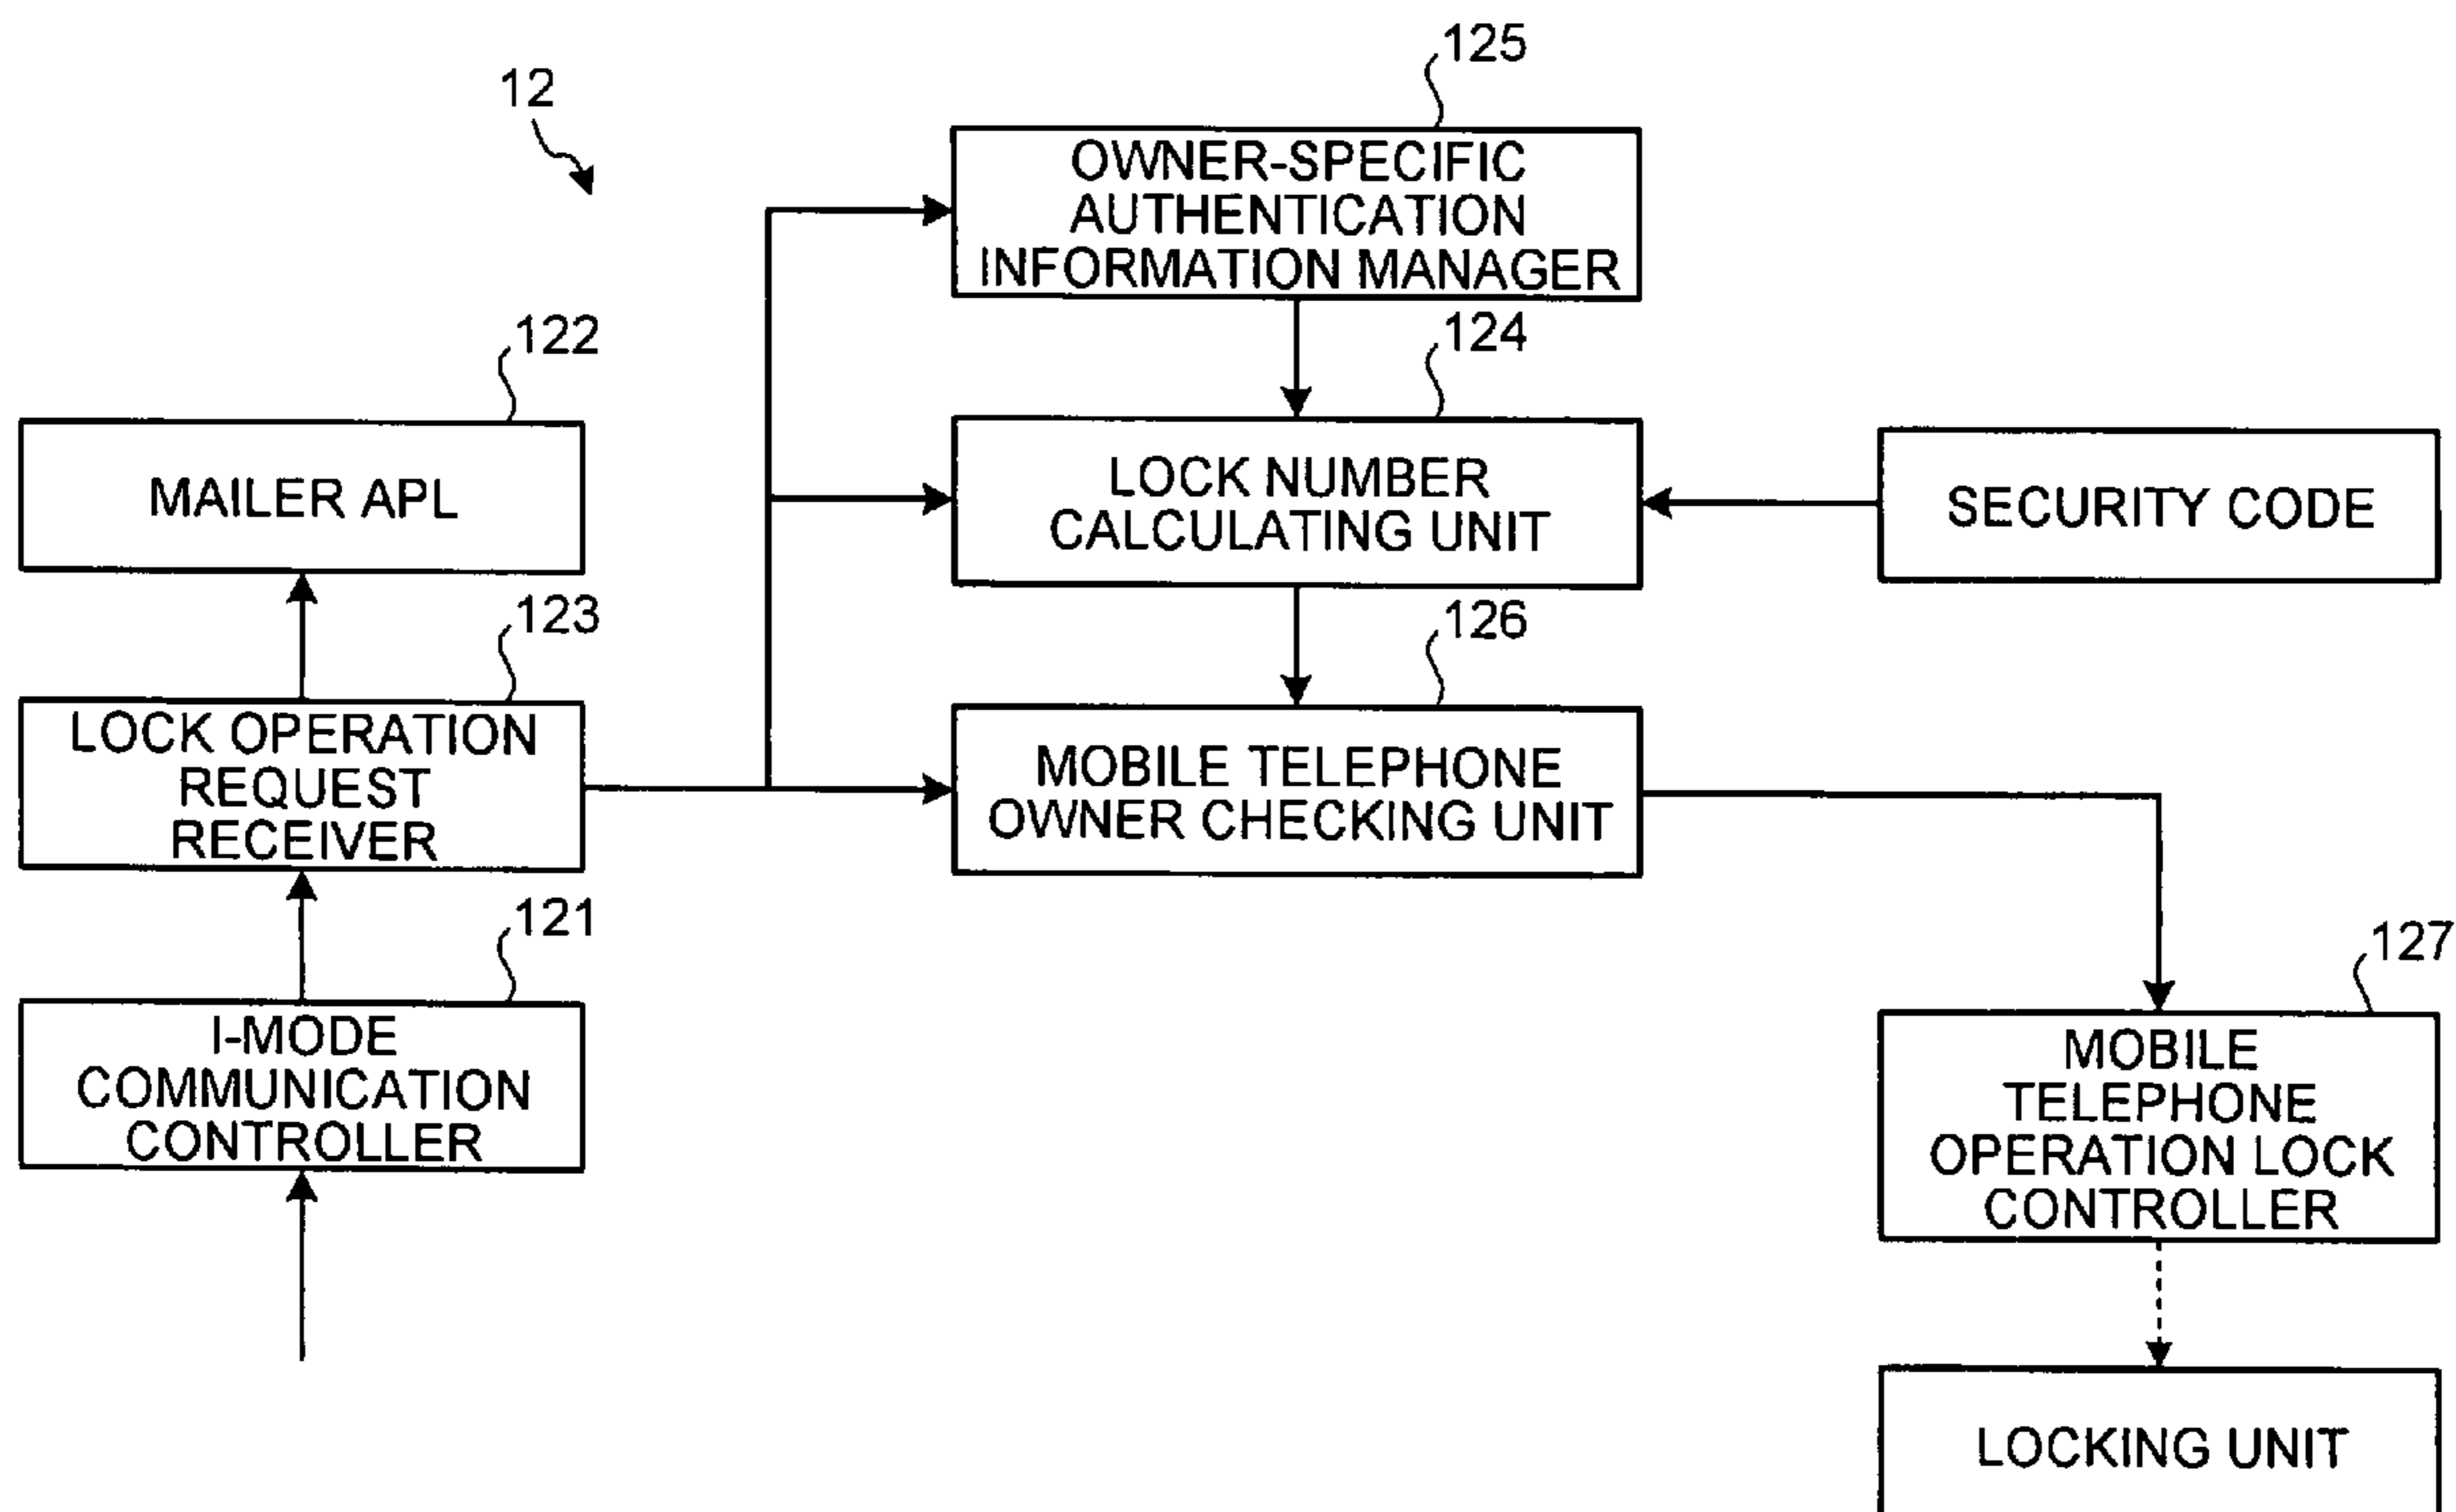 12
125
OWNER-SPECIFIC
AUTHENTICATION
INFORMATION MANAGER
122
MAILER APL
124
LOCK NUMBER
CALCULATING UNIT
SECURITY CODE
123
LOCK OPERATION
REQUEST
RECEIVER
126
MOBILE TELEPHONE
OWNER CHECKING UNIT
121
I-MODE
COMMUNICATION
CONTROLLER
127
MOBILE
TELEPHONE
OPERATION LOCK
CONTROLLER
LOCKING UNIT